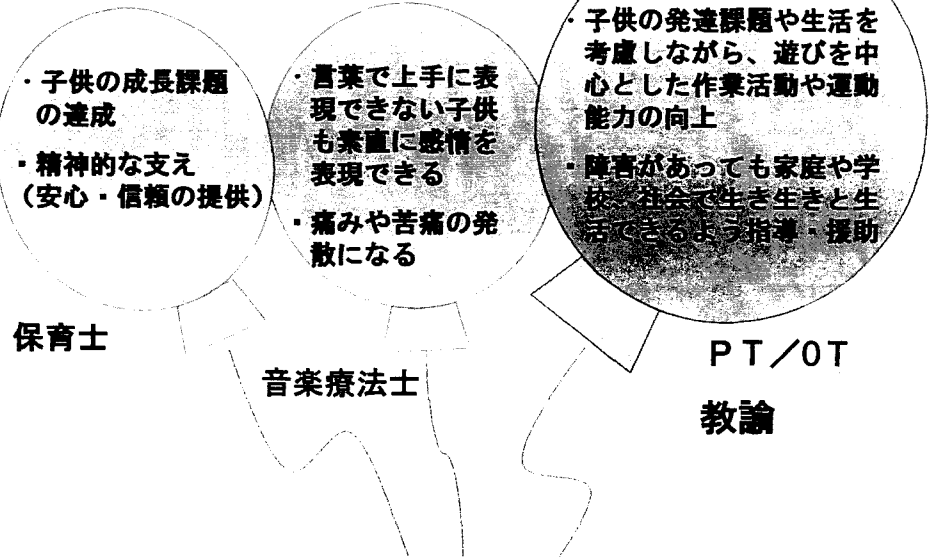 ・子供の成長課題
の達成
・精神的な支え
（安心・信頼の提供）
保育士
・言葉で上手に表
現できない子供
も素直に感情を
表現できる
・痛みや苦痛の発
散になる
音楽療法士
・子供の発達課題や生活を
考慮しながら、遊びを中
心とした作業活動や運動
能力の向上
・障害があっても家庭や学
校、社会で生き生きと生
活できるよう指導・援助
ＰＴ／OＴ
教諭